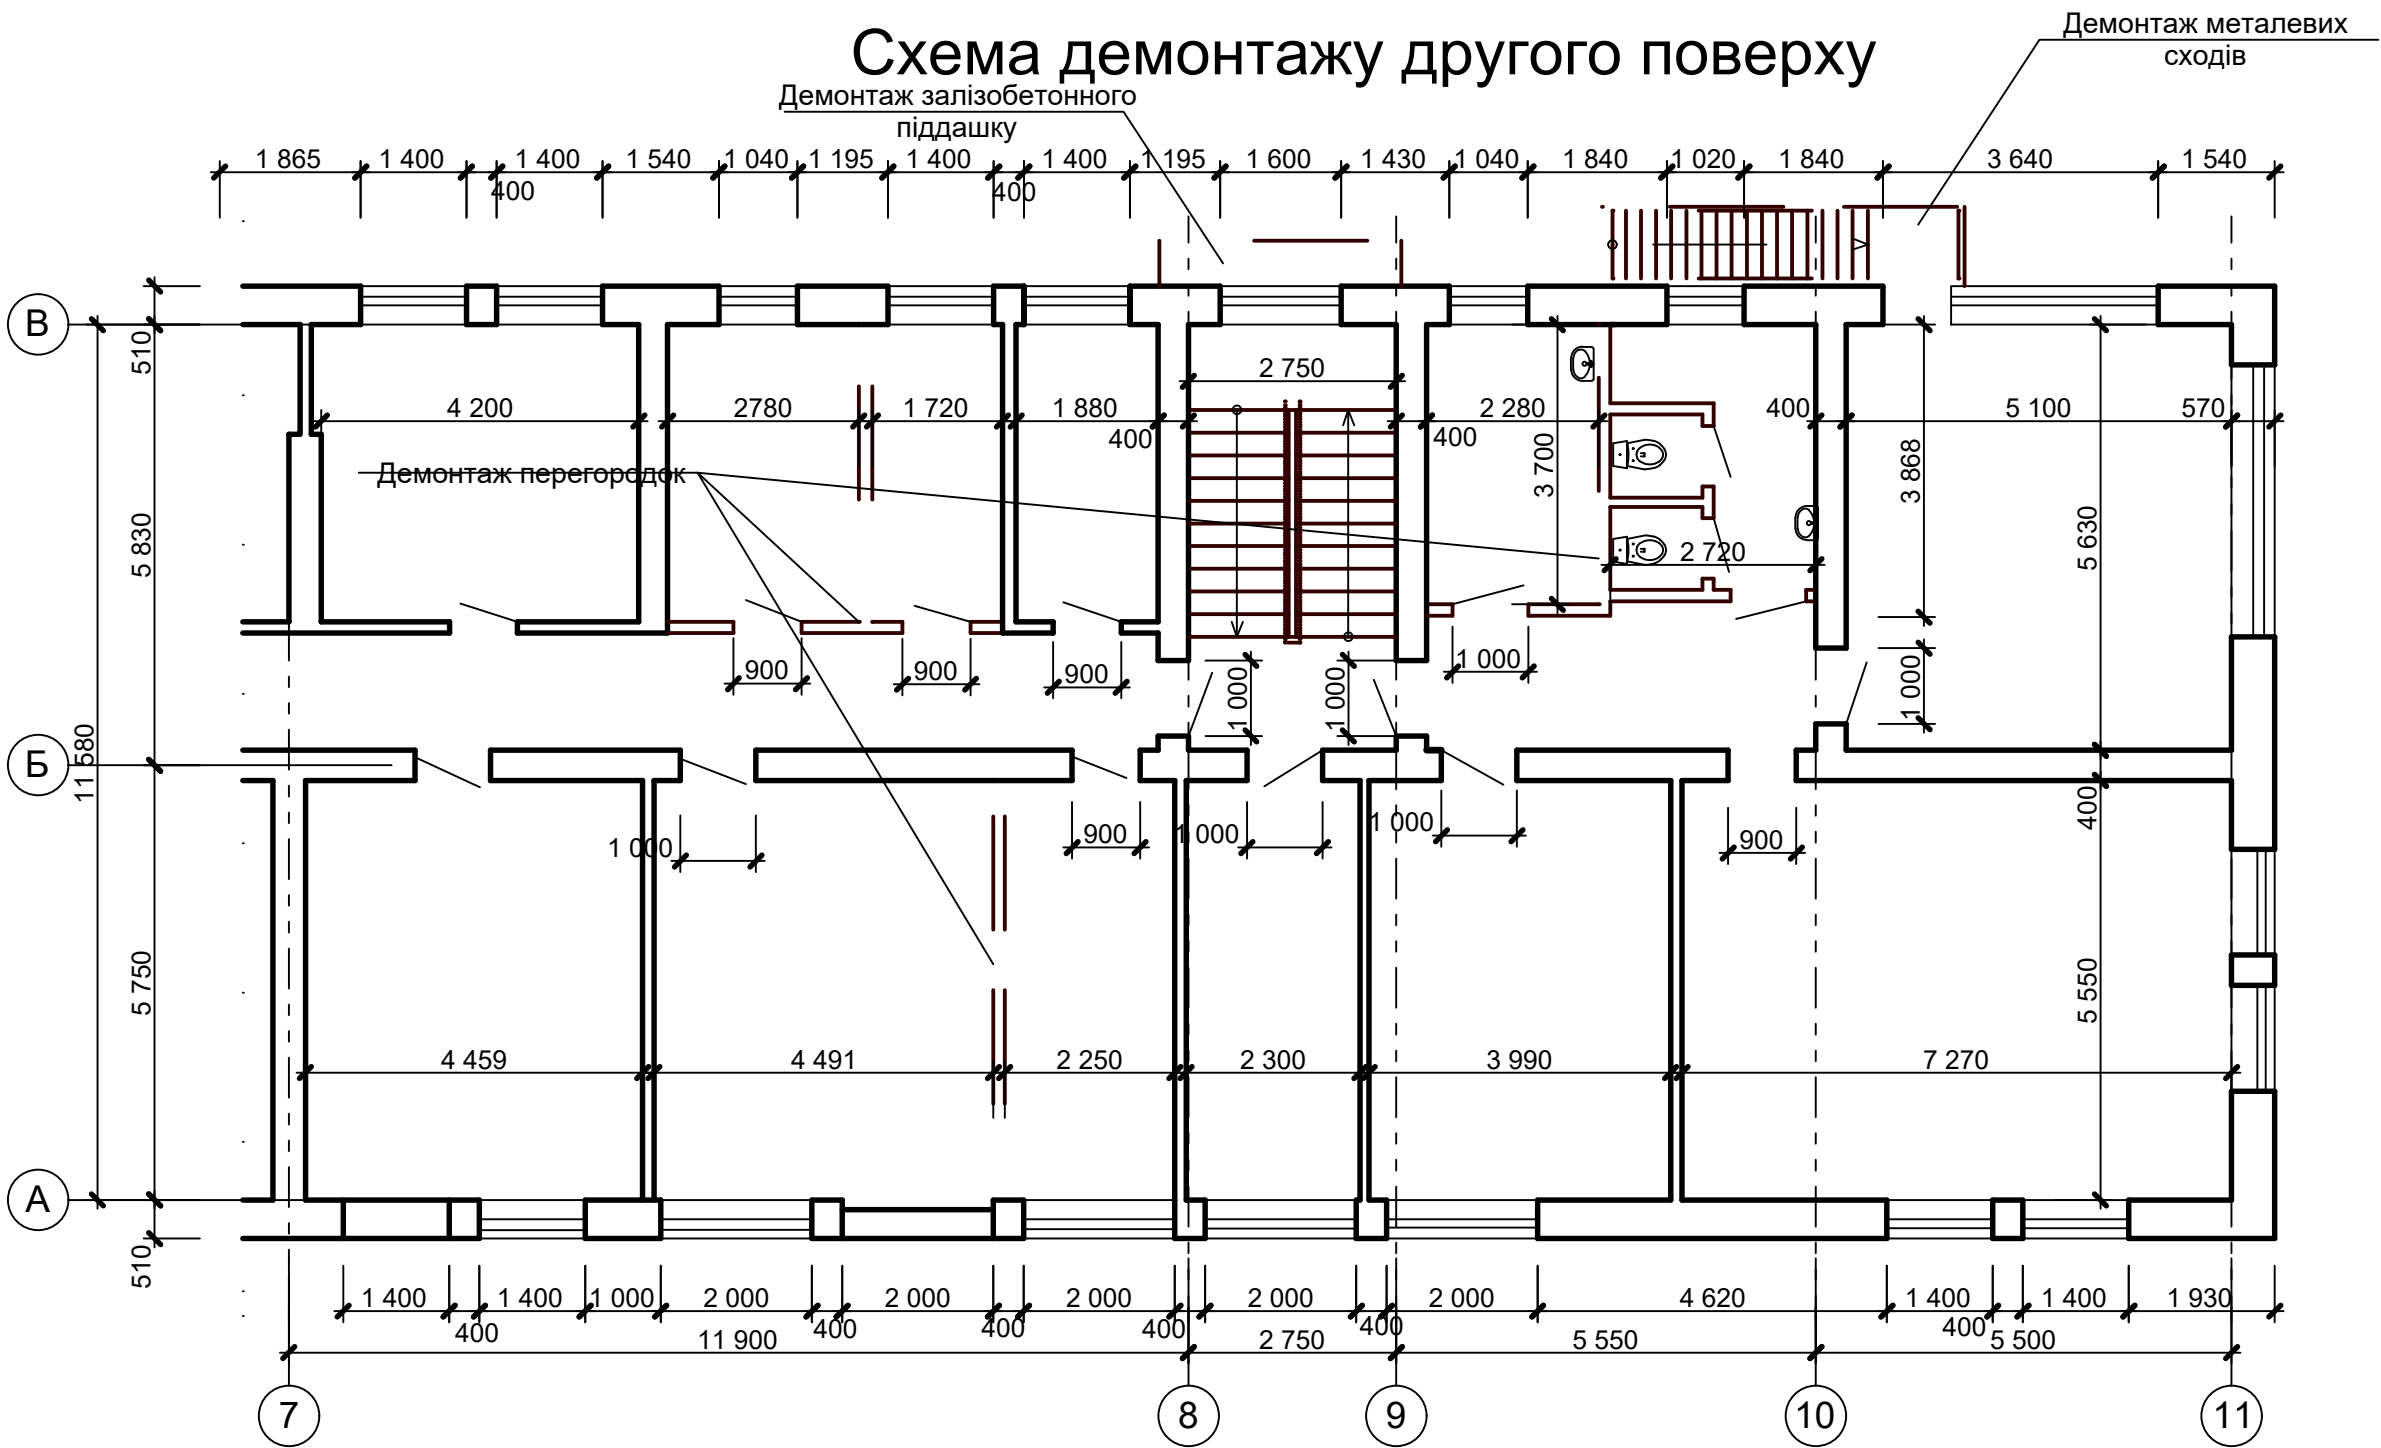 Схема демонтажу другого поверху
Демонтаж металевих
сходів
Демонтаж залізобетонного
піддашку
1 865 1 400 1 400 1 540 1 040 1 195 1 400 1 400 1 195 1 600 1 430 1 040 1 840 1 020 1 840 3 640 1 540
400 400
В
510
2 750
4 200 2780 1 720 1 880 2 280 400 5 100 570
400 400
3 700
3 868
Демонтаж перегородок
5 830
5 630
2 720
900 900 900 1 000
1 000 1 000 1 000
Б
11 580
400
1 000 900 1 000 1 000 900
5 750
5 550
4 459 4 491 2 250 2 300 3 990 7 270
А
510
1 400 1 400 1 000 2 000 2 000 2 000 2 000 2 000 4 620 1 400 1 400 1 930
400 400 400 400 400 400
11 900 2 750 5 550 5 500
7 8 9 10 11